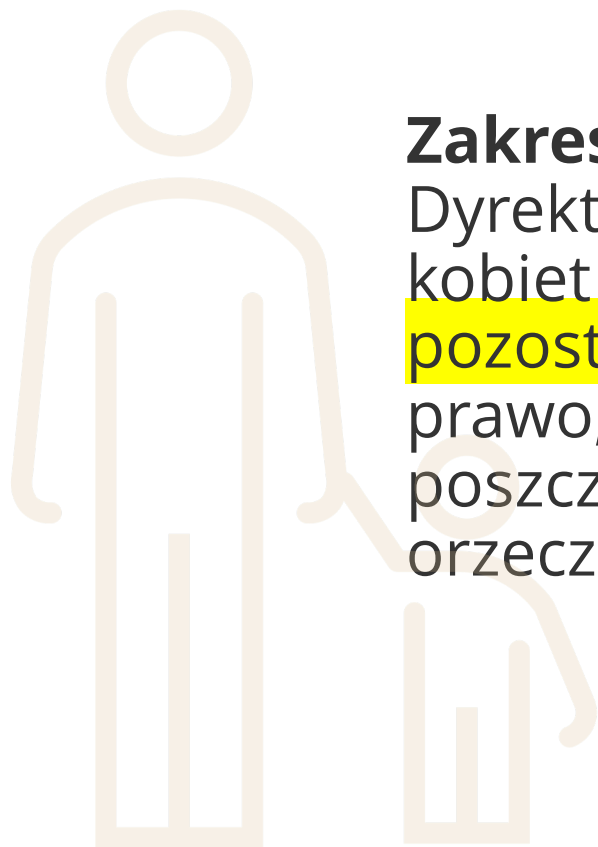 Zakres
Dyrekt
kobiet
pozost
prawo,
poszcz
orzecz